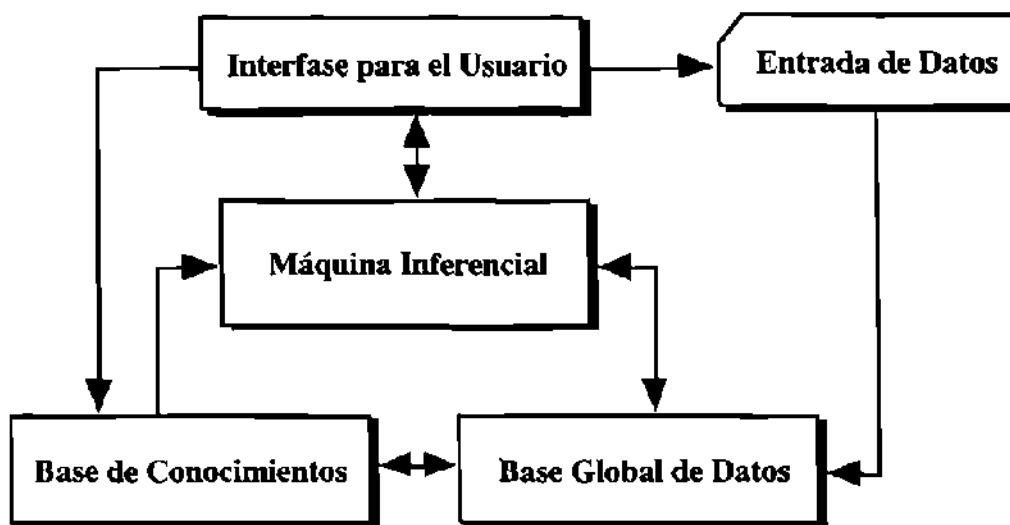 Interfase para el Usuario
Entrada de Datos
Máquina Inferencial
Base de Conocimientos
Base Global de Datos